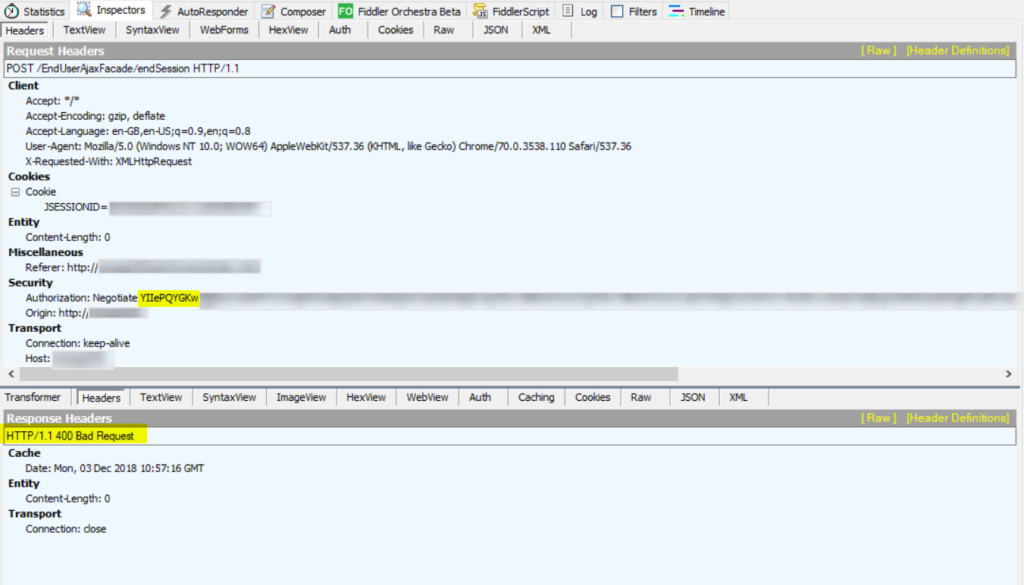 Statistics Inspectors AutoResponder Composer FO Fiddler Orchestra Beta FiddlerScript Log Filters Timeline
Headers TextView SyntaxView WebForms HexView Auth Cookies Raw JSON XML
Request Headers [ Raw ] [Header Definitions]
POST /EndUserAjaxFacade/endSession HTTP/1.1
Client
Accept: */*
Accept-Encoding: gzip, deflate
Accept-Language: en-GB,en-US;q=0.9,en;q=0.8
User-Agent: Mozilla/5.0 (Windows NT 10.0; WOW64) AppleWebKit/537.36 (KHTML, like Gecko) Chrome/70.0.3538.110 Safari/537.36
X-Requested-With: XMLHttpRequest
Cookies
Cookie
JSESSIONID=
Entity
Content-Length: 0
Miscellaneous
Referer: http://
Security
Authorization: Negotiate YIIePQYGKw
Origin: http://
Transport
Connection: keep-alive
Host:
Transformer Headers TextView SyntaxView ImageView HexView WebView Auth Caching Cookies Raw JSON XML
Response Headers [ Raw ] [Header Definitions]
HTTP/1.1 400 Bad Request
Cache
Date: Mon, 03 Dec 2018 10:57:16 GMT
Entity
Content-Length: 0
Transport
Connection: close